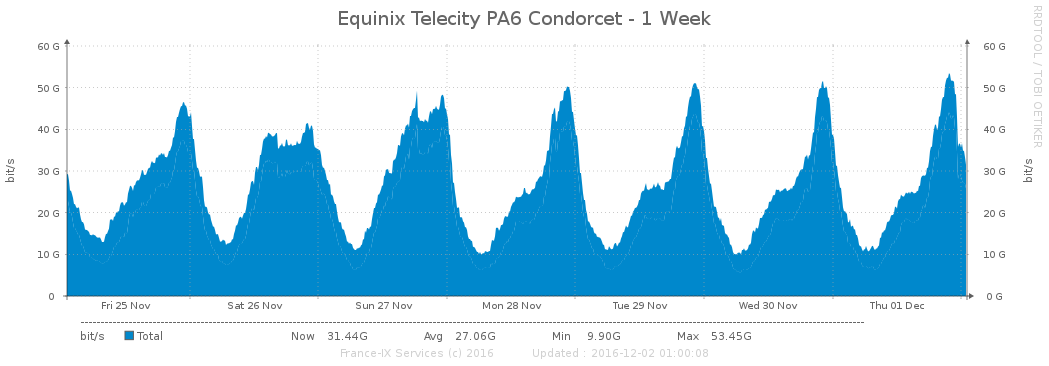 Equinix Telecity PA6 Condorcet - 1 Week
RRDTOOL / TOBI OETIKER
bit/s
60 G 60 G
50 G 50 G
40 G 40 G
30 G 30 G
20 G 20 G
10 G 10 G
0 0 G
bit/s
Fri 25 Nov Sat 26 Nov Sun 27 Nov Mon 28 Nov Tue 29 Nov Wed 30 Nov Thu 01 Dec
bit/s Total Now 31.44G Avg 27.06G Min 9.90G Max 53.45G
France-IX Services (c) 2016 Updated : 2016-12-02 01:00:08